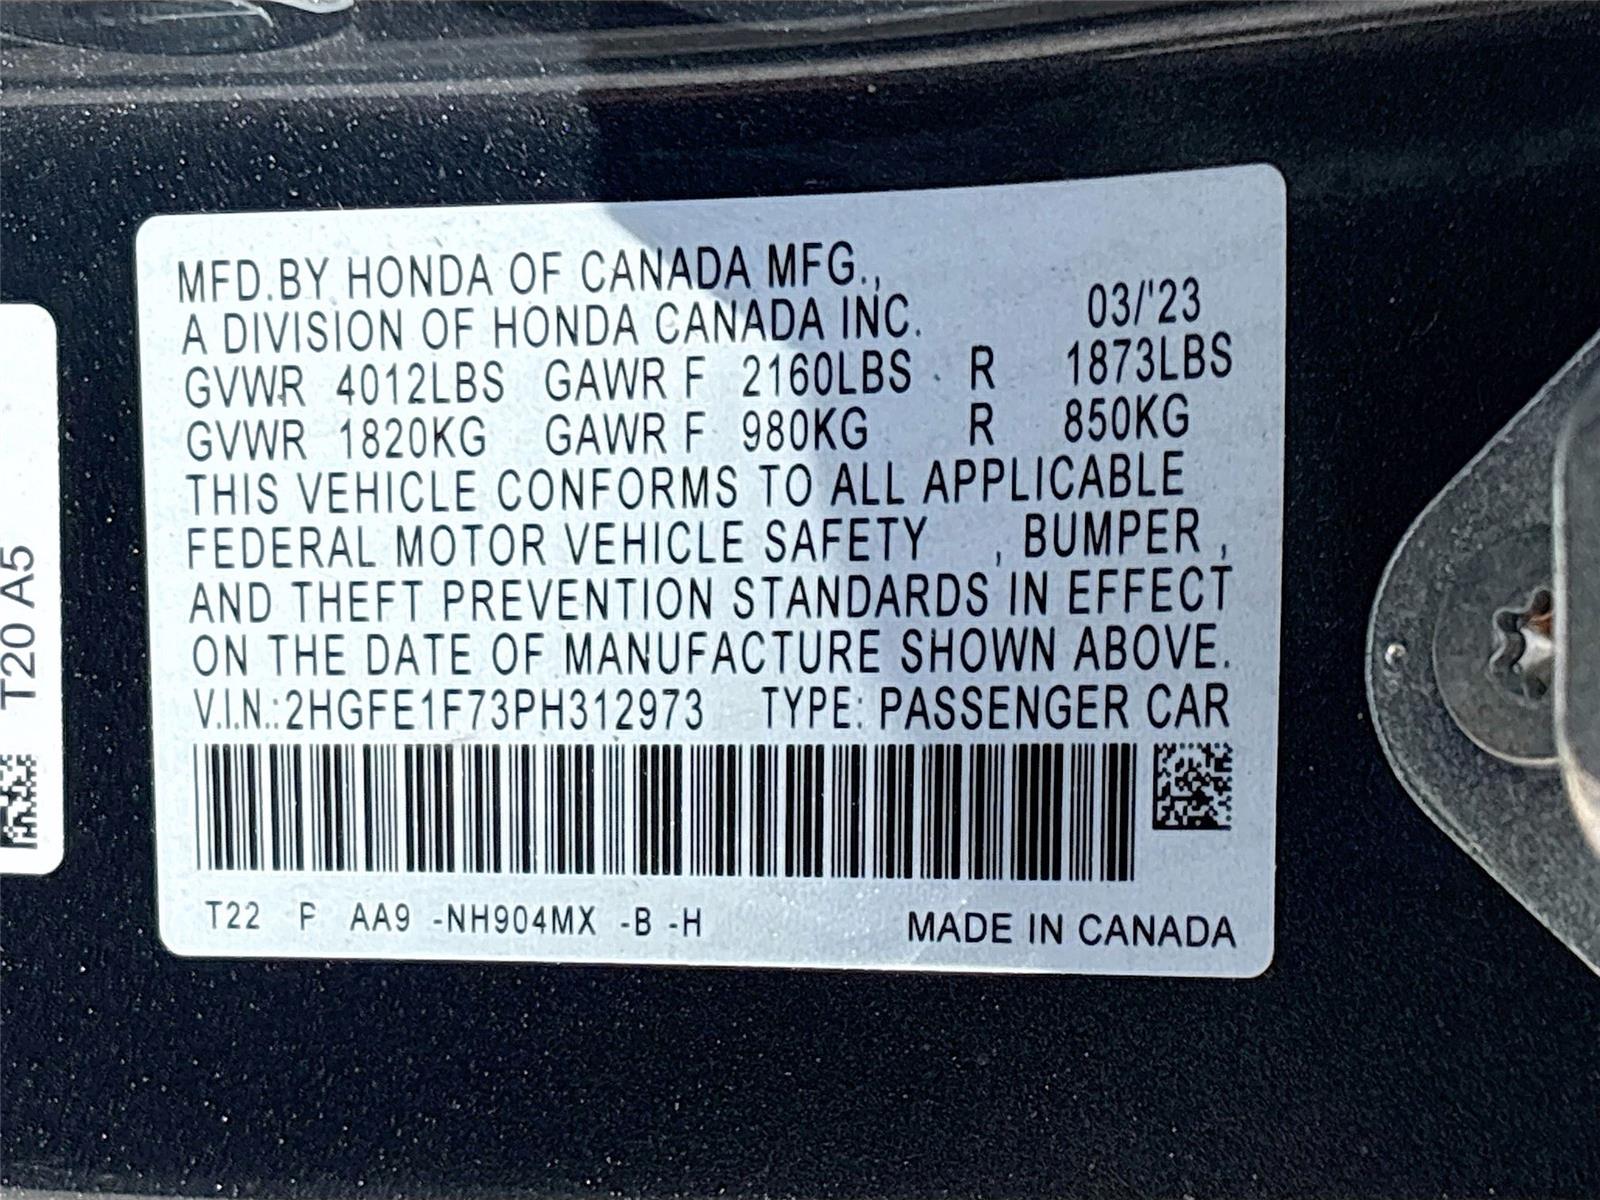 MFD.BY HONDA OF CANADA MFG.,
A DIVISION OF HONDA CANADA INC. 03/'23
GVWR 4012LBS GAWR F 2160LBS R 1873LBS
GVWR 1820KG GAWR F 980KG R 850KG
THIS VEHICLE CONFORMS TO ALL APPLICABLE
FEDERAL MOTOR VEHICLE SAFETY , BUMPER ,
AND THEFT PREVENTION STANDARDS IN EFFECT
ON THE DATE OF MANUFACTURE SHOWN ABOVE.
V.I.N.:2HGFE1F73PH312973 TYPE: PASSENGER CAR
T22 P AA9 -NH904MX -B -H MADE IN CANADA
T20 A5